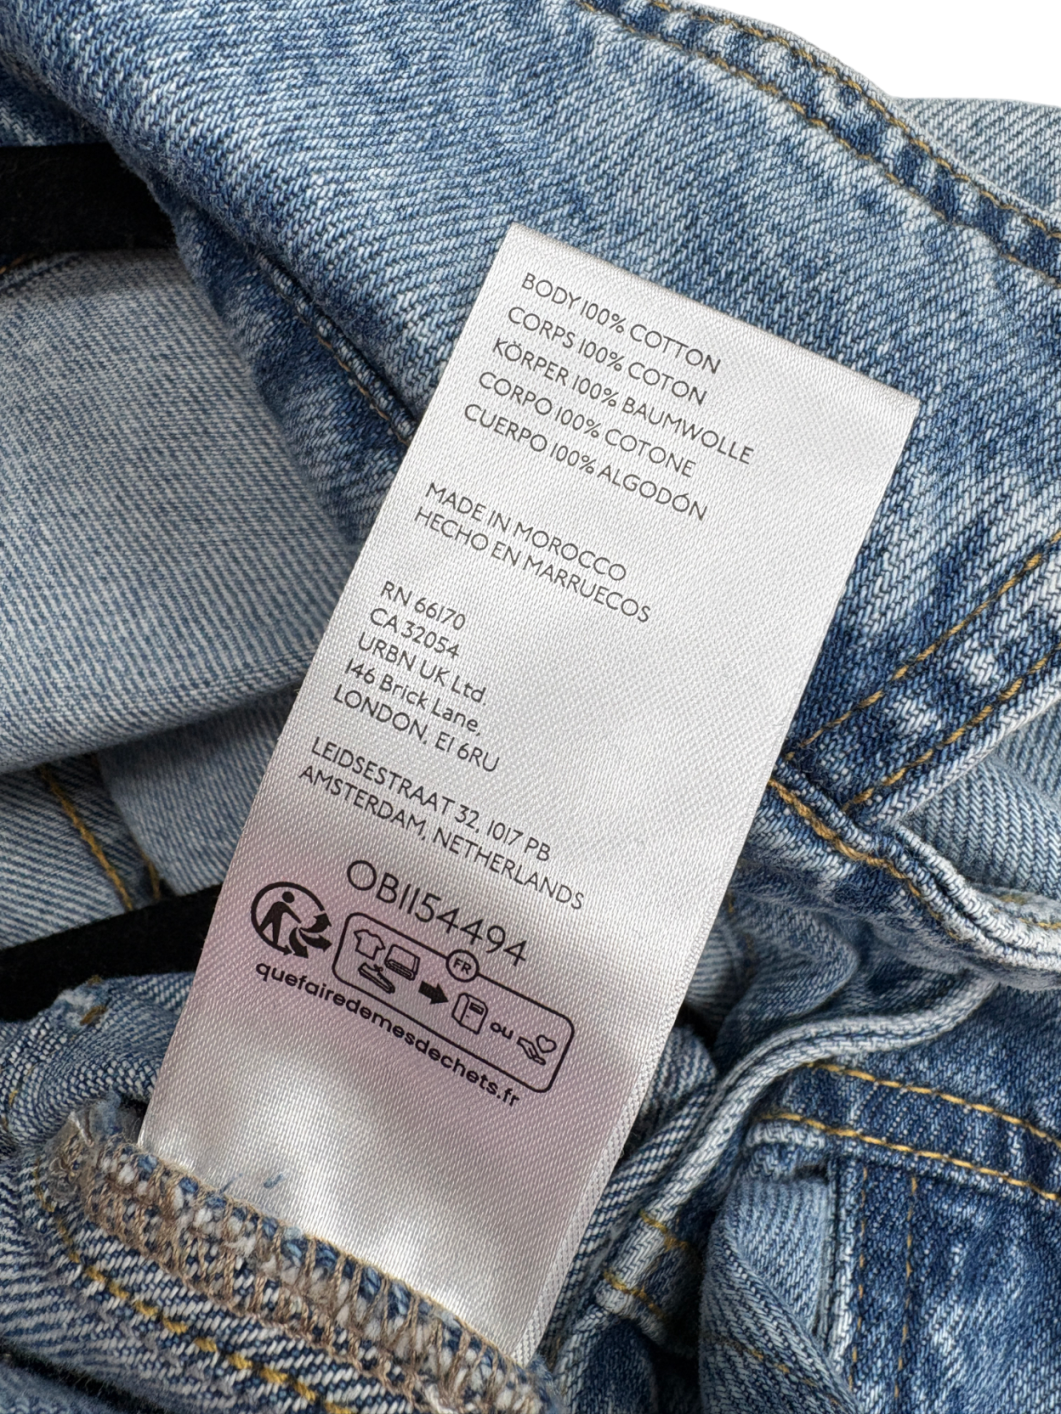 BODY 100% COTTON
CORPS 100% COTON
KÖRPER 100% BAUMWOLLE
CORPO 100% COTONE
CUERPO 100% ALGODÓN
MADE IN MOROCCO
HECHO EN MARRUECOS
RN 66170
CA 32054
URBN UK Ltd.
146 Brick Lane,
LONDON, E1 6RU
LEIDSESTRAAT 32, 1017 PB
AMSTERDAM, NETHERLANDS
OB1154494
FR
ou
quefairedemesdechets.fr